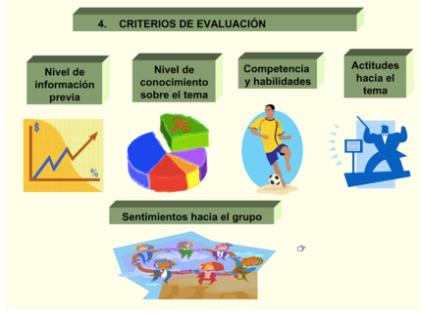 4. CRITERIOS DE EVALUACIÓN
Nivel de
información
previa
Nivel de
conocimiento
sobre el tema
Competencia
y habilidades
Actitudes
hacia el
tema
$
%
%
Sentimientos hacia el grupo